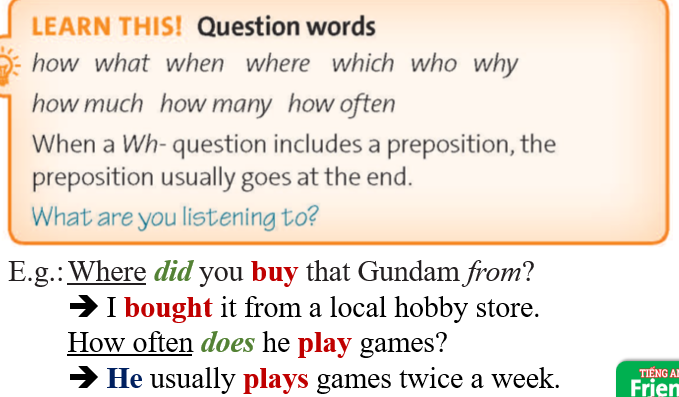 LEARN THIS! Question words
how what when where which who why
how much how many how often
When a Wh- question includes a preposition, the
preposition usually goes at the end.
What are you listening to?
E.g.: Where did you buy that Gundam from?
➔ I bought it from a local hobby store.
How often does he play games?
➔ He usually plays games twice a week.
TIẾNG